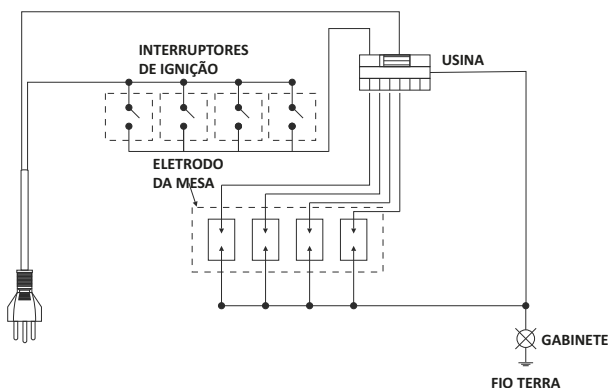 INTERRUPTORES
DE IGNIÇÃO
USINA
ELETRODO
DA MESA
GABINETE
FIO TERRA